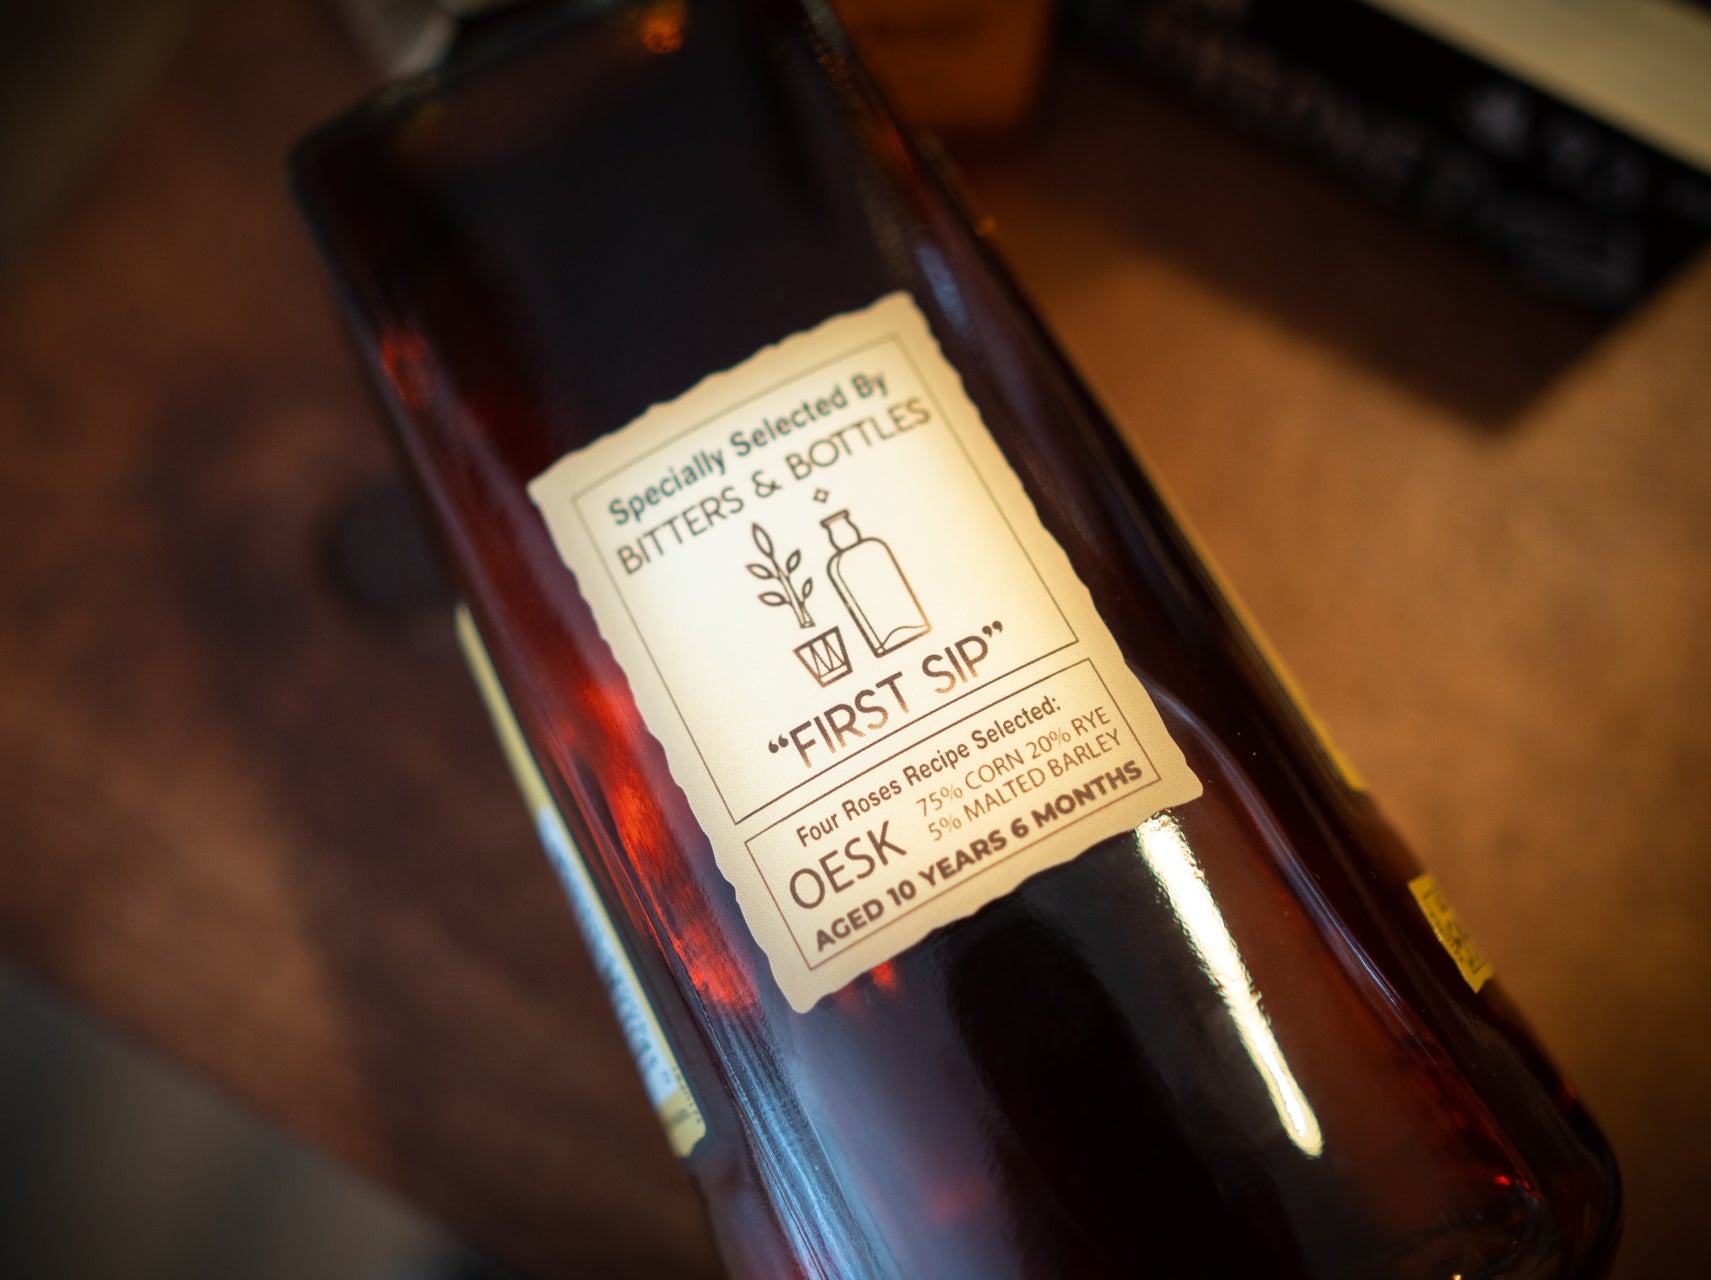 Specially Selected By
BITTERS & BOTTLES
“FIRST SIP”
Four Roses Recipe Selected:
OESK
75% CORN 20% RYE
5% MALTED BARLEY
AGED 10 YEARS 6 MONTHS